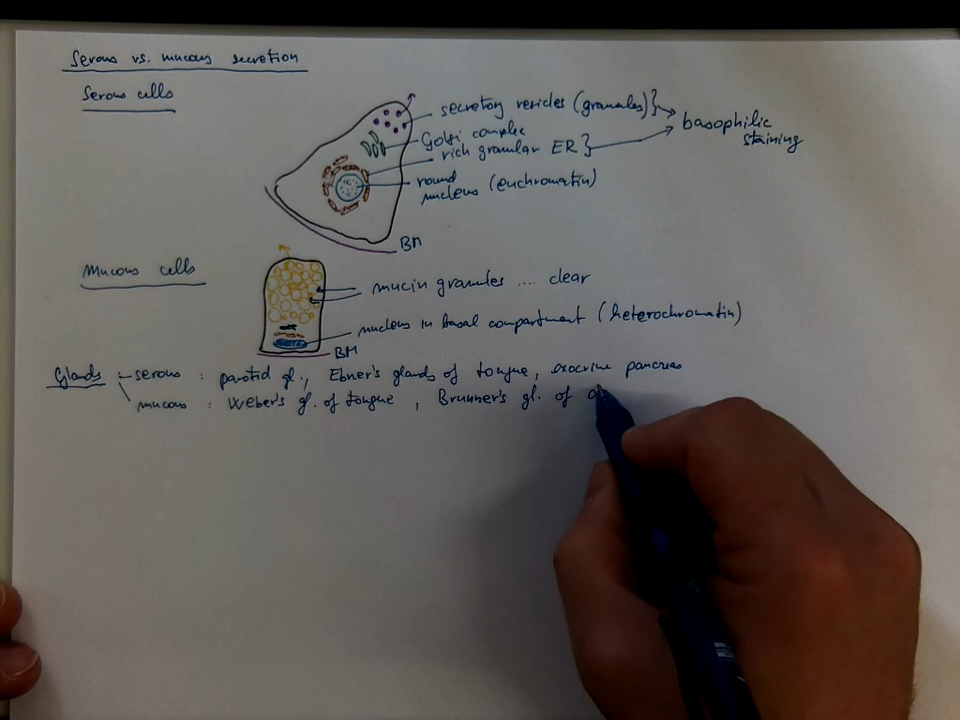 Serous vs. mucous secretion
Serous cells
secretory vesicles (granules)
Golgi complex
rich granular ER
basophilic
staining
round
nucleus (euchromatin)
BM
Mucous cells
mucin granules .... clear
nucleus in basal compartment (heterochromatin)
BM
Glands - serous : parotid gl., Ebner's glands of tongue, exocrine pancreas
mucous : Weber's gl. of tongue, Brunner's gl. of